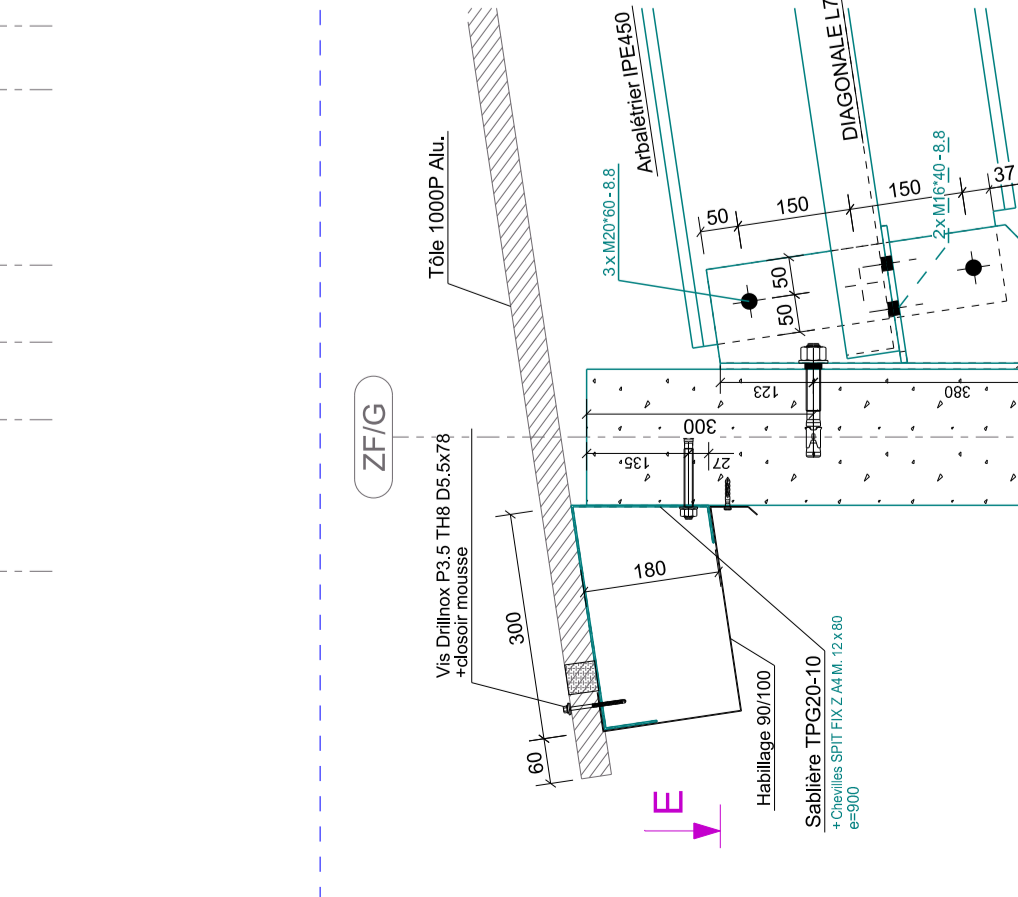 Arbalétrier IPE450
DIAGONALE L7
Tôle 1000P Alu.
3 x M20*60 - 8.8
2 x M16*40 - 8.8
50
150
150
37
50
50
123
380
300
135
27
ZF/G
Vis Drillnox P3.5 TH8 D5.5x78
+closoir mousse
180
300
60
Habillage 90/100
Sablière TPG20-10
+ Chevilles SPIT FIX Z A4 M. 12 x 80
e=900
E